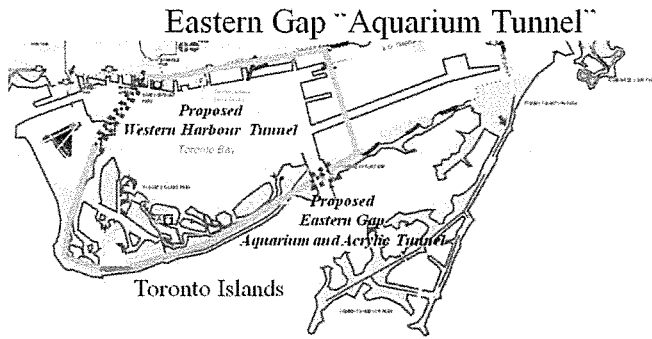 Eastern Gap "Aquarium Tunnel"
Proposed
Western Harbour Tunnel
Toronto Bay
Proposed
Eastern Gap
Aquarium and Acrylic Tunnel
Toronto Islands